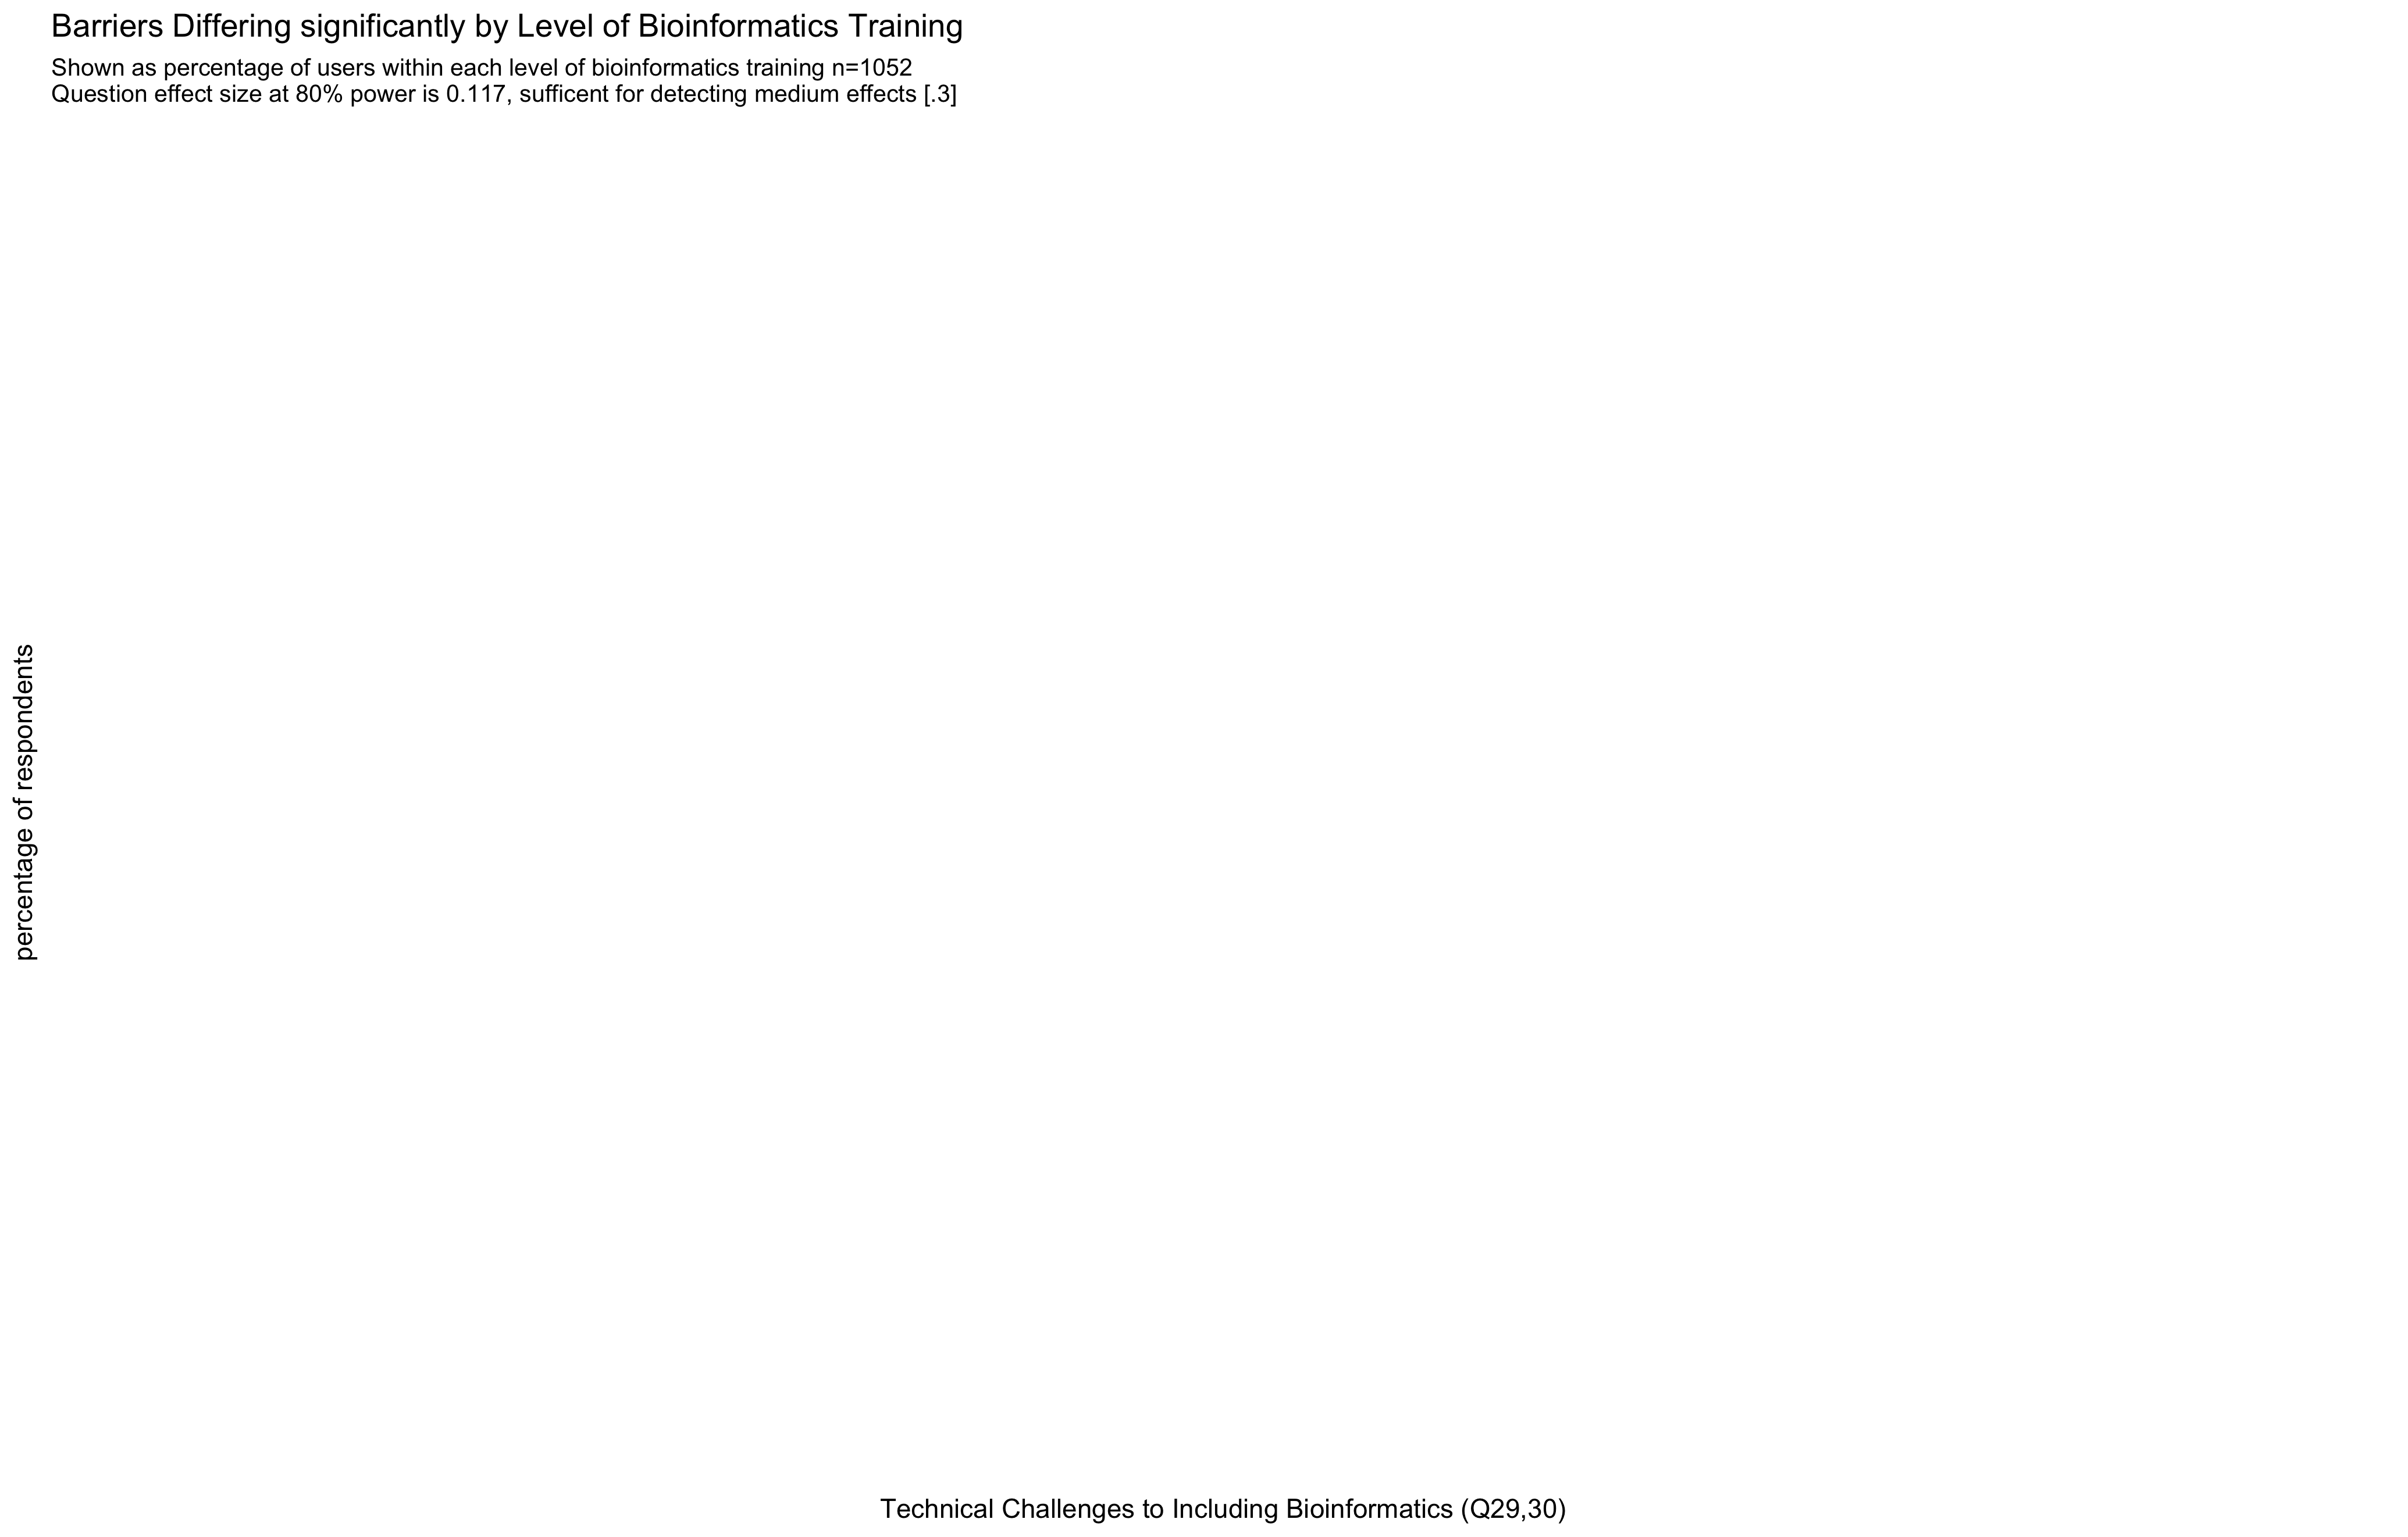 Barriers Differing significantly by Level of Bioinformatics Training
Shown as percentage of users within each level of bioinformatics training n=1052
Question effect size at 80% power is 0.117, sufficent for detecting medium effects [.3]
percentage of respondents
Technical Challenges to Including Bioinformatics (Q29,30)